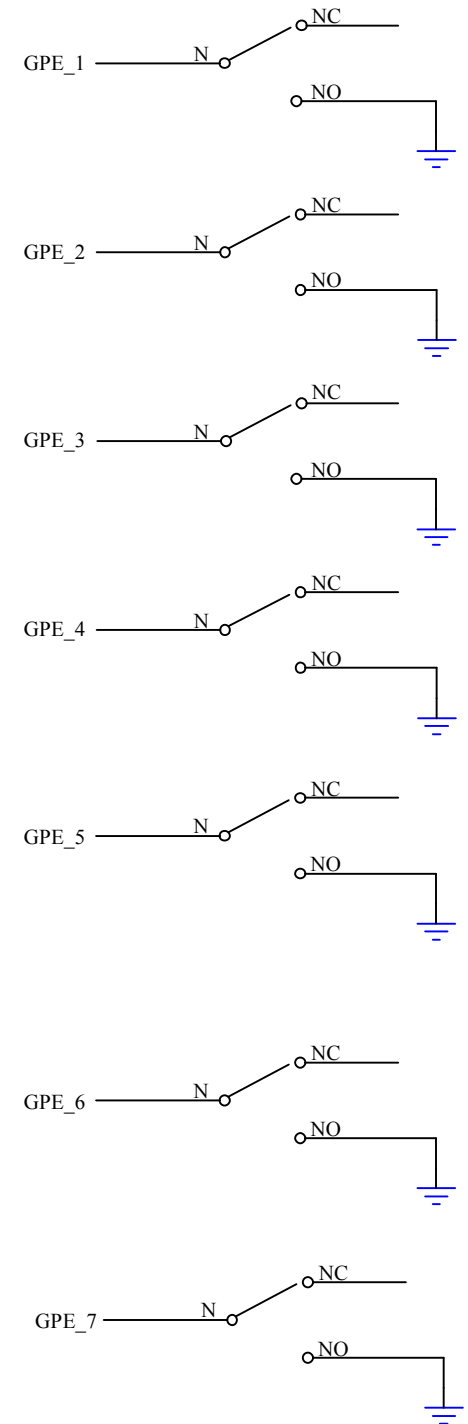 NC
GPE_1 N
NO
NC
GPE_2 N
NO
NC
GPE_3 N
NO
NC
GPE_4 N
NO
NC
GPE_5 N
NO
NC
GPE_6 N
NO
NC
GPE_7 N
NO